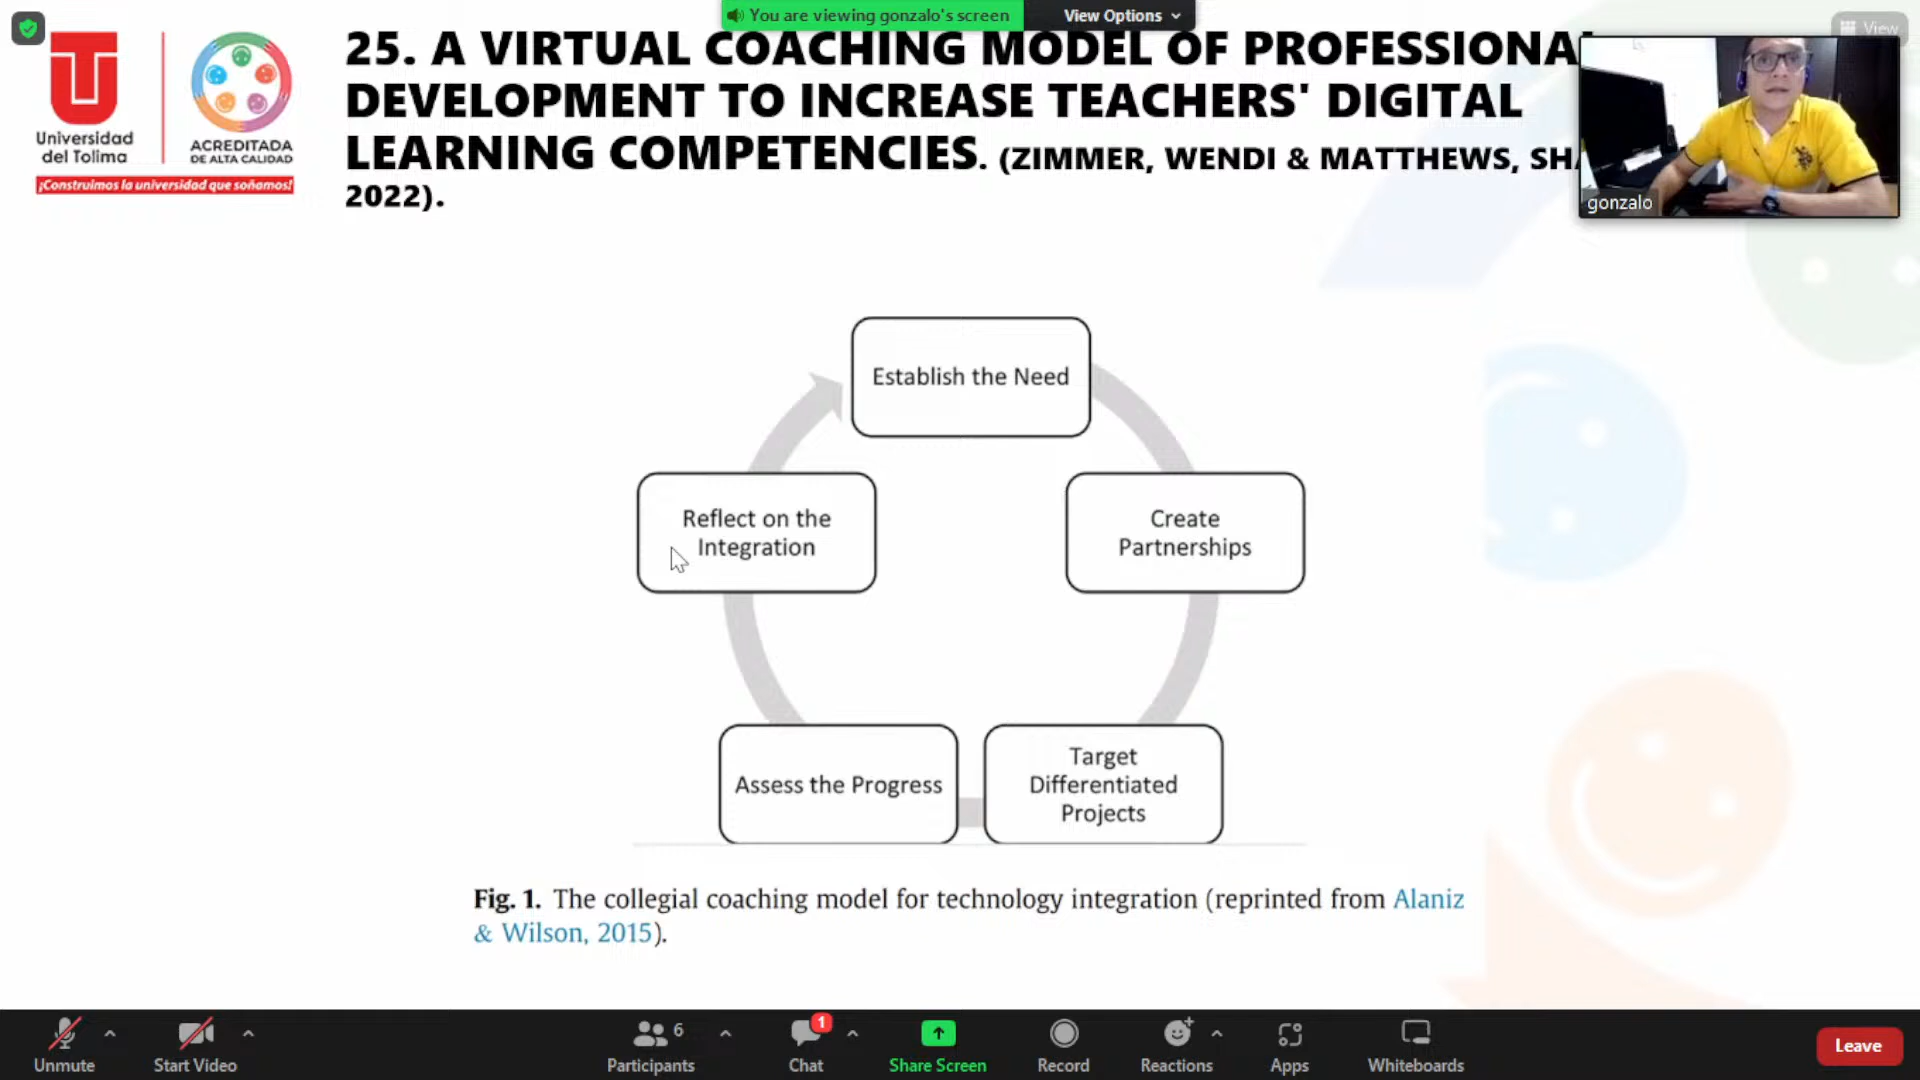 You are viewing gonzalo's screen
View Options
View
Universidad
del Tolima
ACREDITADA
DE ALTA CALIDAD
¡Construimos la universidad que soñamos!
25. A VIRTUAL COACHING MODEL OF PROFESSIONA
DEVELOPMENT TO INCREASE TEACHERS' DIGITAL
LEARNING COMPETENCIES. (ZIMMER, WENDI & MATTHEWS, SH
2022).
gonzalo
Establish the Need
Reflect on the
Integration
Create
Partnerships
Assess the Progress
Target
Differentiated
Projects
Fig. 1. The collegial coaching model for technology integration (reprinted from Alaniz
& Wilson, 2015).
Unmute
Start Video
6
Participants
1
Chat
Share Screen
Record
Reactions
Apps
Whiteboards
Leave